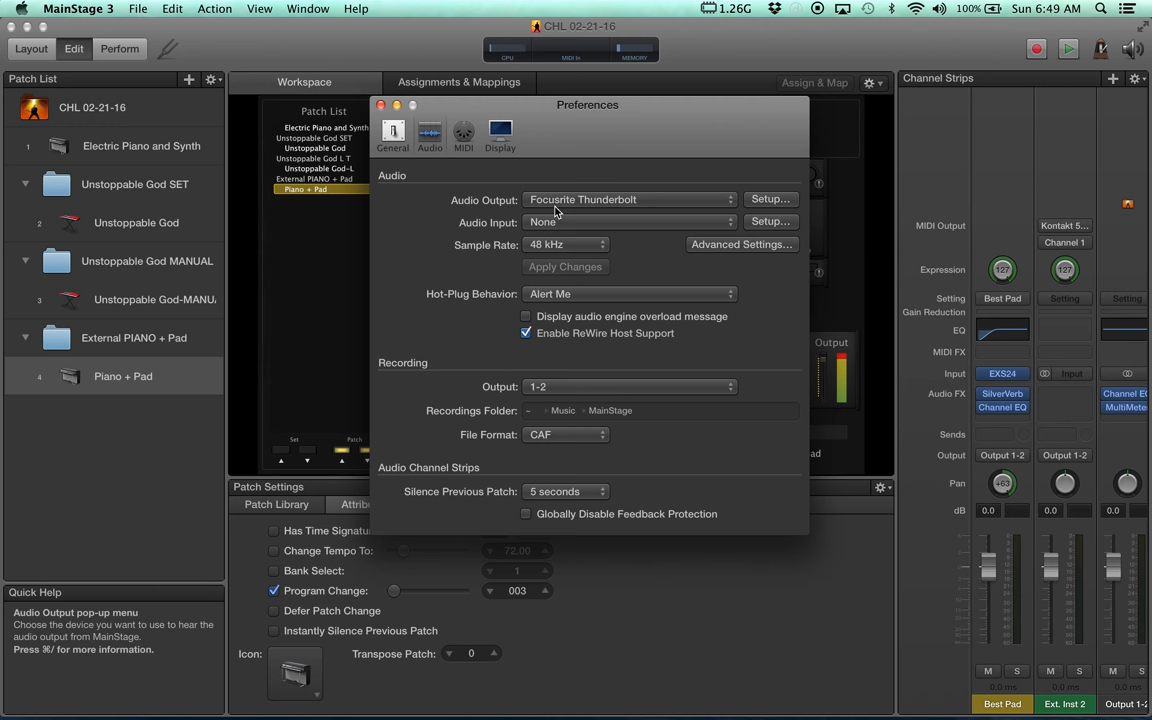 MainStage 3 File Edit Action View Window Help 1.26G 100% Sun 6:49 AM
CHL 02-21-16
Layout Edit Perform
CPU MIDI In MEMORY
Patch List
CHL 02-21-16
1 Electric Piano and Synth
Unstoppable God SET
2 Unstoppable God
Unstoppable God MANUAL
3 Unstoppable God-MANU
External PIANO + Pad
4 Piano + Pad
Quick Help
Audio Output pop-up menu
Choose the device you want to use to hear the
audio output from MainStage.
Press ⌘/ for more information.
Workspace Assignments & Mappings Assign & Map
Patch List
Electric Piano and Synth
Unstoppable God SET
Unstoppable God
Unstoppable God L T
Unstoppable God-L
External PIANO + Pad
Piano + Pad
Set Patch
Output
ad
Preferences
General Audio MIDI Display
Audio
Audio Output: Focusrite Thunderbolt Setup...
Audio Input: None Setup...
Sample Rate: 48 kHz Advanced Settings...
Apply Changes
Hot-Plug Behavior: Alert Me
Display audio engine overload message
Enable ReWire Host Support
Recording
Output: 1-2
Recordings Folder: ~ Music MainStage
File Format: CAF
Audio Channel Strips
Silence Previous Patch: 5 seconds
Globally Disable Feedback Protection
Patch Settings
Patch Library Attrib
Has Time Signatu
Change Tempo To: 72.00
Bank Select: 1
Program Change: 003
Defer Patch Change
Instantly Silence Previous Patch
Icon: Transpose Patch: 0
Channel Strips
MIDI Output Kontakt 5...
Channel 1
Expression 127 127
Setting Best Pad Setting Setting
Gain Reduction
EQ
MIDI FX
Input EXS24 Input
Audio FX SilverVerb Channel E
Channel EQ MultiMete
Sends
Output Output 1-2 Output 1-2
Pan +63
dB 0.0 0.0 0.0
M S M S M S
0.0 ms 0.0 ms 0.0 ms
Best Pad Ext. Inst 2 Output 1-2